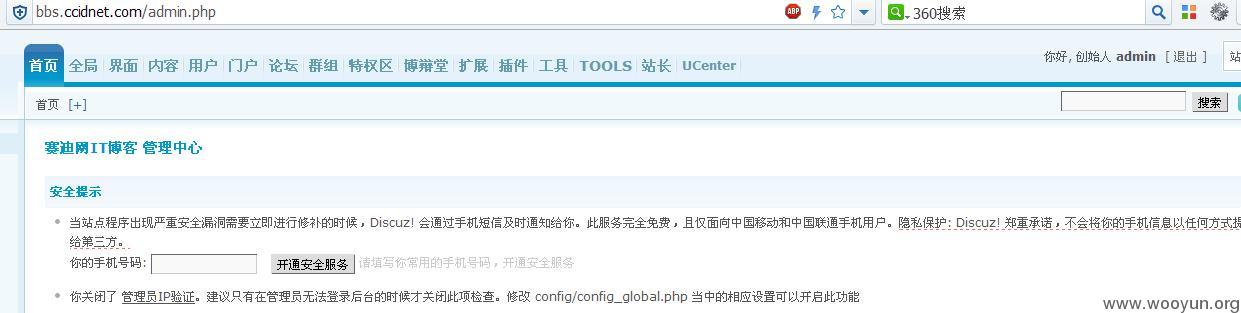 bbs.ccidnet.com/admin.php ABP 360搜索
你好, 创始人 admin [ 退出 ] 站
首页 全局 界面 内容 用户 门户 论坛 群组 特权区 博辩堂 扩展 插件 工具 TOOLS 站长 UCenter
首页 [+] 搜索
赛迪网IT博客 管理中心
安全提示
当站点程序出现严重安全漏洞需要立即进行修补的时候，Discuz! 会通过手机短信及时通知给你。此服务完全免费，且仅面向中国移动和中国联通手机用户。隐私保护: Discuz! 郑重承诺，不会将你的手机信息以任何方式提
给第三方。
你的手机号码: 开通安全服务 请填写你常用的手机号码，开通安全服务
你关闭了 管理员IP验证。建议只有在管理员无法登录后台的时候才关闭此项检查。修改 config/config_global.php 当中的相应设置可以开启此功能
www.wooyun.org